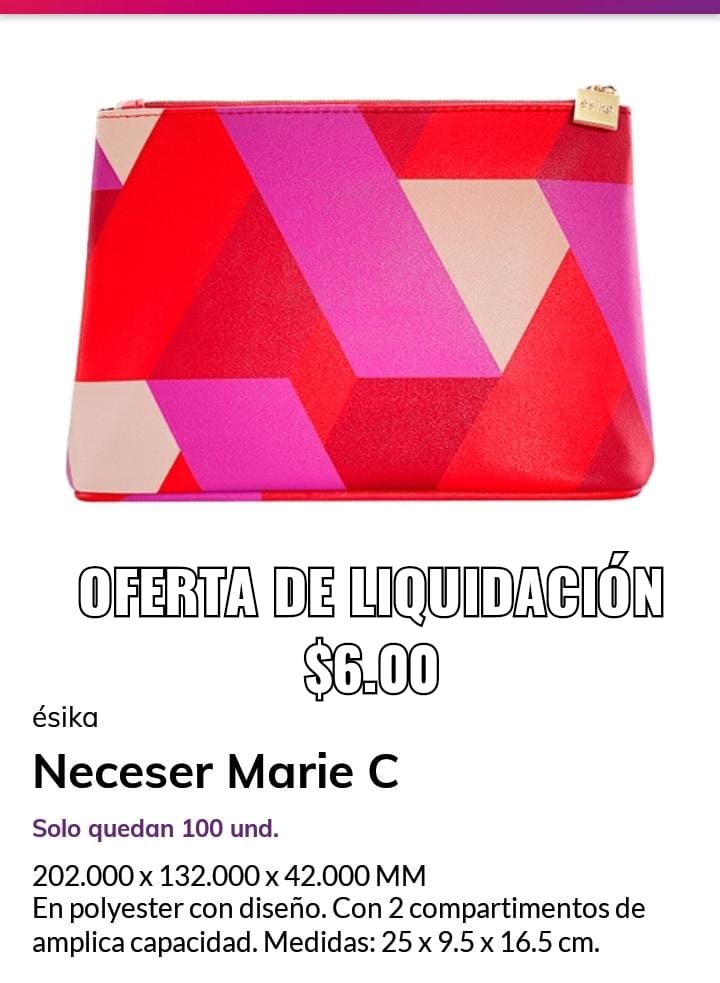 ésika
OFERTA DE LIQUIDACIÓN
$6.00
ésika
Neceser Marie C
Solo quedan 100 und.
202.000 x 132.000 x 42.000 MM
En polyester con diseño. Con 2 compartimentos de
amplica capacidad. Medidas: 25 x 9.5 x 16.5 cm.